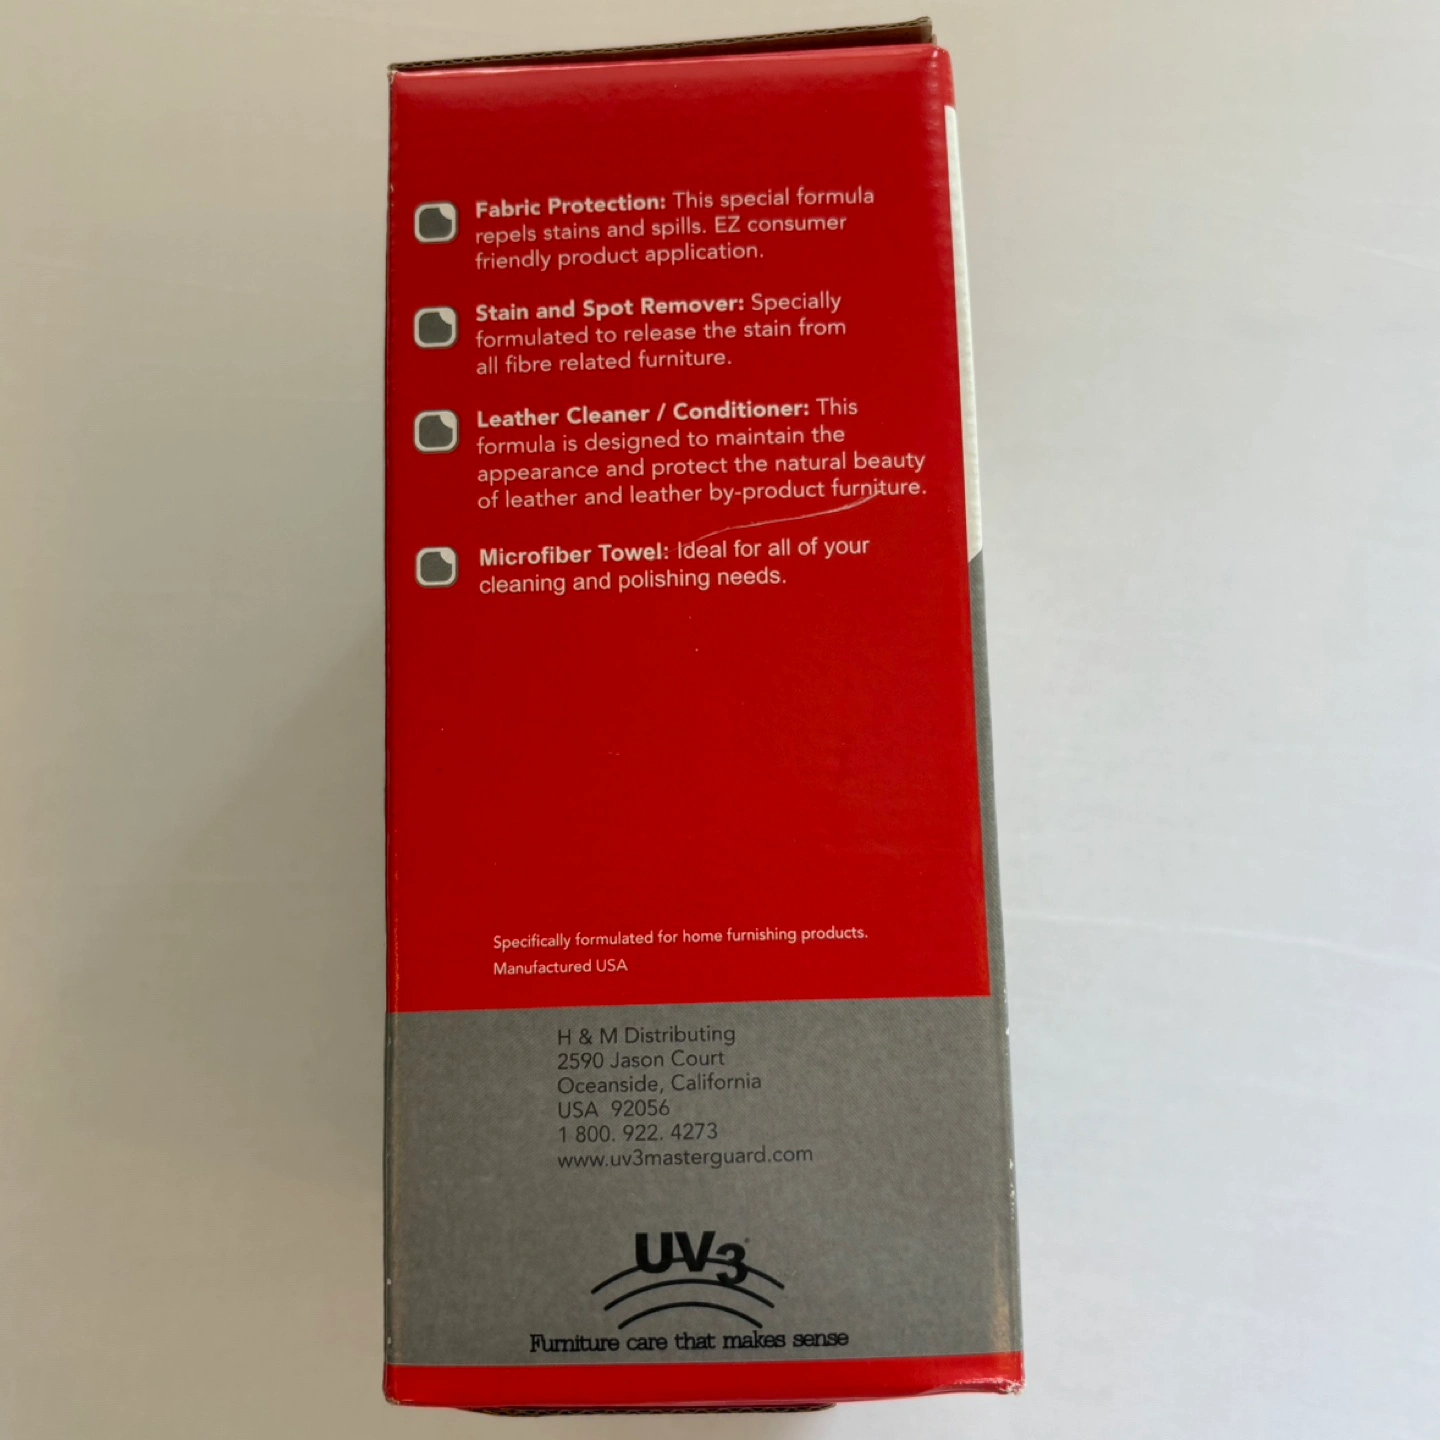 Fabric Protection: This special formula
repels stains and spills. EZ consumer
friendly product application.
Stain and Spot Remover: Specially
formulated to release the stain from
all fibre related furniture.
Leather Cleaner / Conditioner: This
formula is designed to maintain the
appearance and protect the natural beauty
of leather and leather by-product furniture.
Microfiber Towel: Ideal for all of your
cleaning and polishing needs.
Specifically formulated for home furnishing products.
Manufactured USA
H & M Distributing
2590 Jason Court
Oceanside, California
USA 92056
1 800. 922. 4273
www.uv3masterguard.com
UV3
Furniture care that makes sense